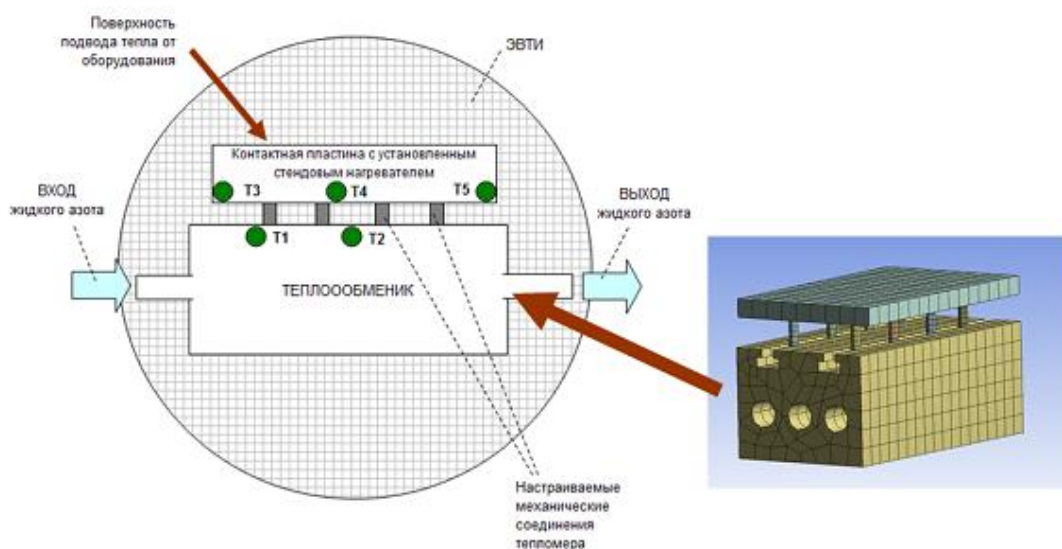 Поверхность
подвода тепла от
оборудования
ЭВТИ
Контактная пластина с установленным
стендовым нагревателем
T3
T4
T5
ВХОД
жидкого азота
ВЫХОД
жидкого азота
T1
T2
ТЕПЛОООБМЕНИК
Настраиваемые
механические
соединения
тепломера